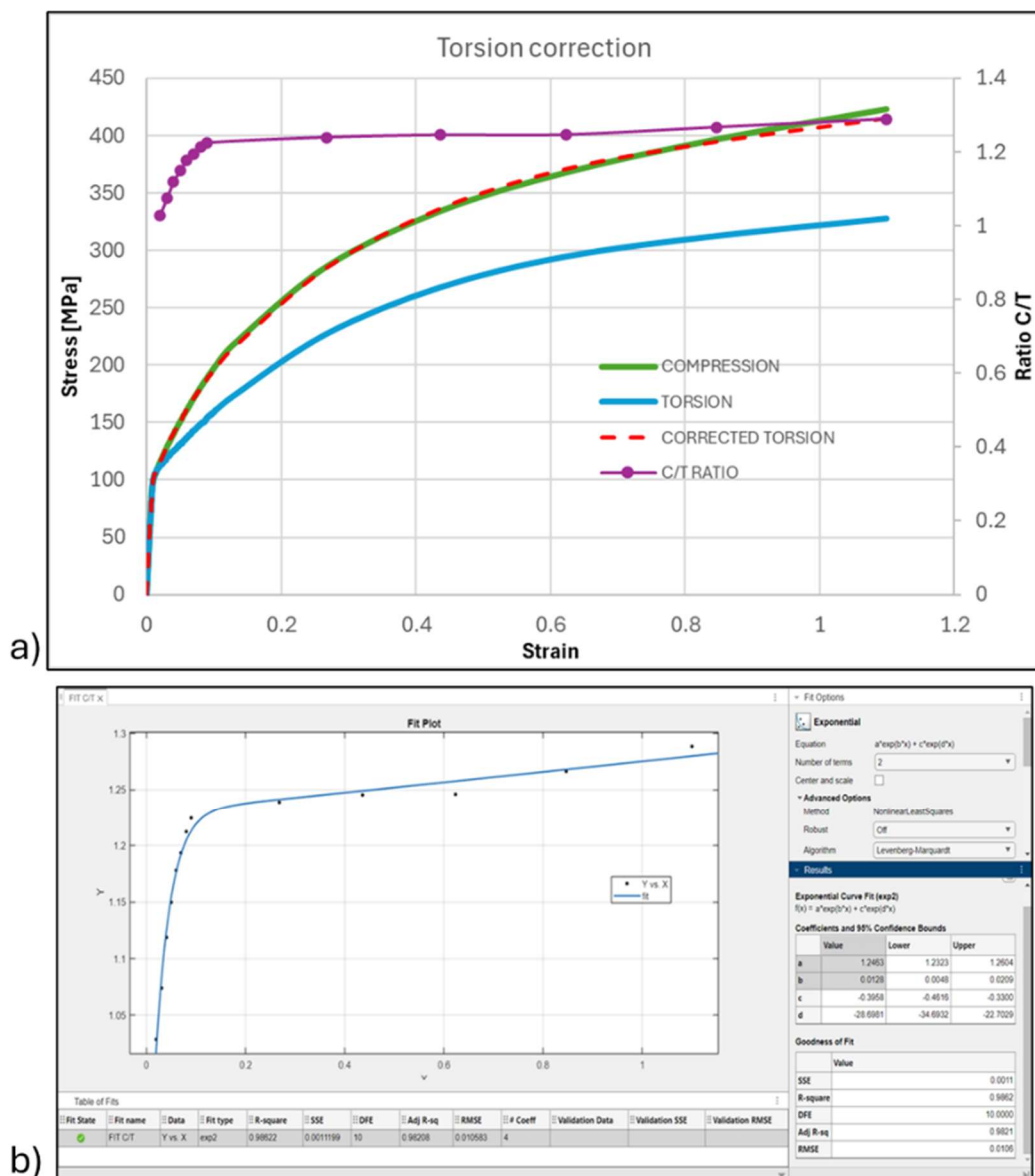 Torsion correction
450
400
350
300
250
200
150
100
50
0
Stress [MPa]
1.4
1.2
1
0.8
0.6
0.4
0.2
0
Ratio C/T
COMPRESSION
TORSION
CORRECTED TORSION
C/T RATIO
0 0.2 0.4 0.6 0.8 1 1.2
Strain
a)
FIT C/T X
Fit Plot
1.3
1.25
1.2
1.15
1.1
1.05
Y
Y vs. X
fit
0 0.2 0.4 0.6 0.8 1
Fit Options
Exponential
Equation a*exp(b*x) + c*exp(d*x)
Number of terms 2
Center and scale
Advanced Options
Method NonlinearLeastSquares
Robust Off
Algorithm Levenberg-Marquardt
Results
Exponential Curve Fit (exp2)
f(x) = a*exp(b*x) + c*exp(d*x)
Coefficients and 95% Confidence Bounds
Value Lower Upper
a 1.2463 1.2323 1.2604
b 0.0128 0.0048 0.0209
c -0.3958 -0.4616 -0.3300
d -28.6981 -34.6932 -22.7029
Goodness of Fit
Value
SSE 0.0011
R-square 0.9862
DFE 10.0000
Adj R-sq 0.9821
RMSE 0.0106
Table of Fits
Fit State Fit name Data Fit type R-square SSE DFE Adj R-sq RMSE # Coeff Validation Data Validation SSE Validation RMSE
FIT C/T Y vs. X exp2 0.98622 0.0011199 10 0.98208 0.010583 4
b)